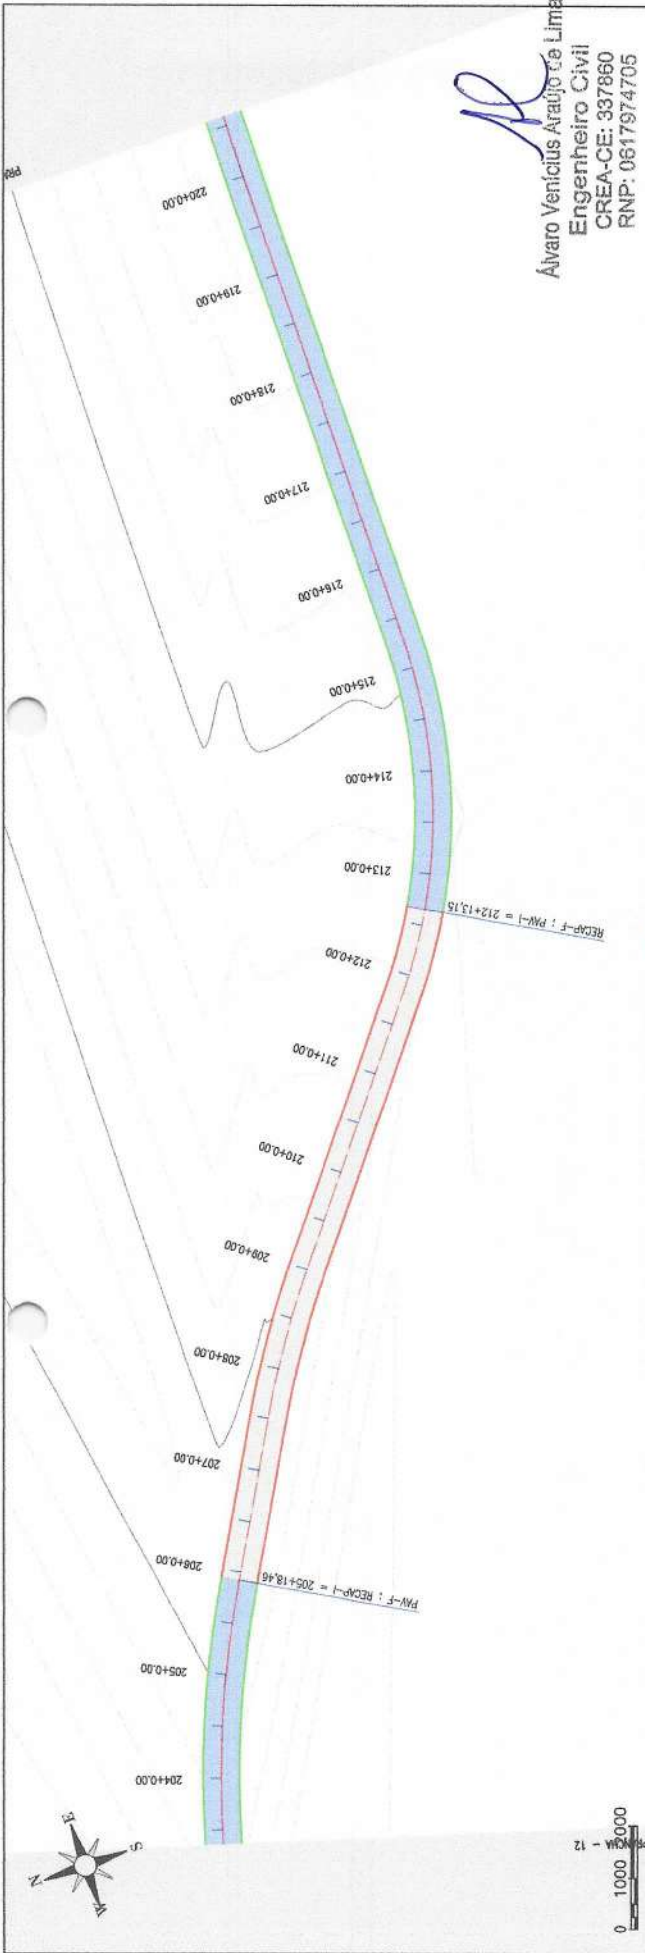 Álvaro Venícius Araújo de Lima
Engenheiro Civil
CREA-CE: 337860
RNP: 0617974705
220+0.00
219+0.00
218+0.00
217+0.00
216+0.00
215+0.00
214+0.00
213+0.00
RECAP-F ; PAV-I = 212+13,15
212+0.00
211+0.00
210+0.00
209+0.00
208+0.00
207+0.00
206+0.00
PAV-F ; RECAP-I = 205+18,46
205+0.00
204+0.00
N
E
S
W
0 1000 2000
PRANCHA - 12